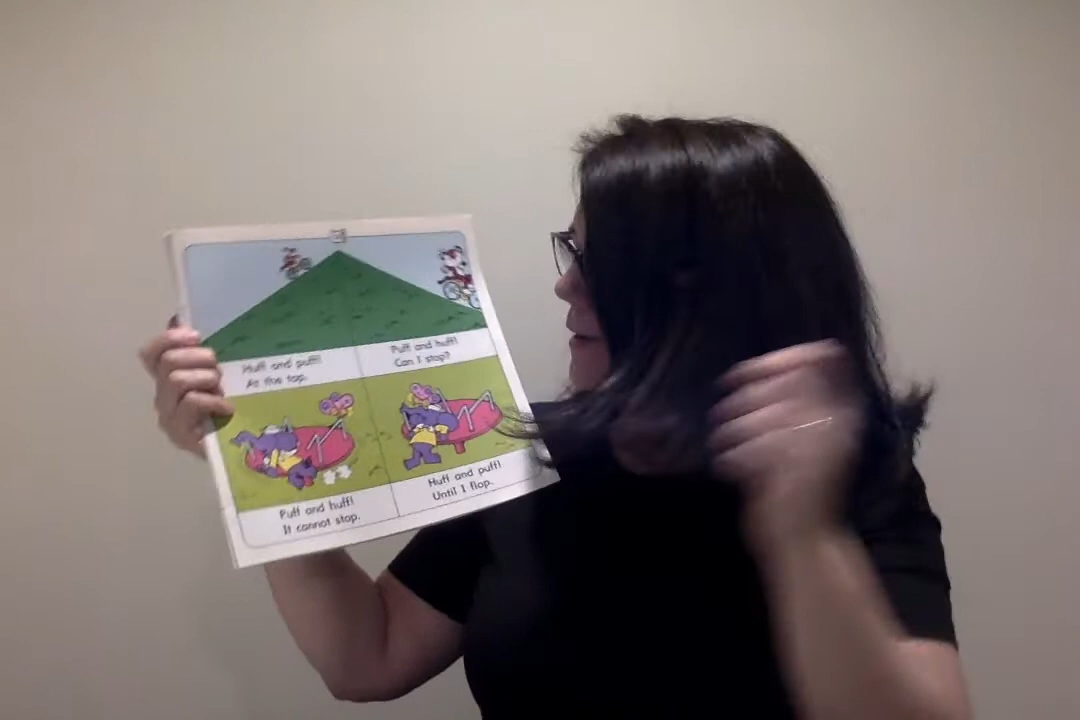 Huff and puff!
At the top.
Puff and huff!
Can I stop?
Puff and huff!
It cannot stop.
Huff and puff!
Until I flop.